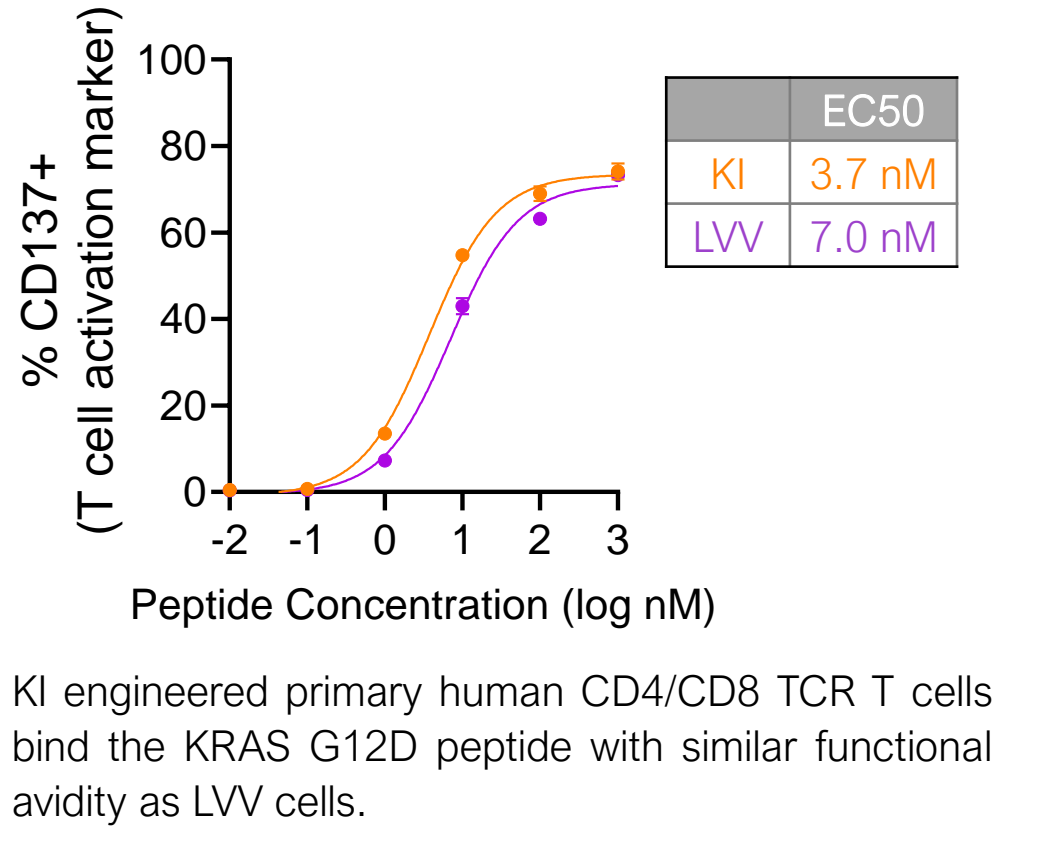 % CD137+
(T cell activation marker)
100
80
60
40
20
0
-2 -1 0 1 2 3
Peptide Concentration (log nM)
EC50
KI 3.7 nM
LVV 7.0 nM
KI engineered primary human CD4/CD8 TCR T cells
bind the KRAS G12D peptide with similar functional
avidity as LVV cells.